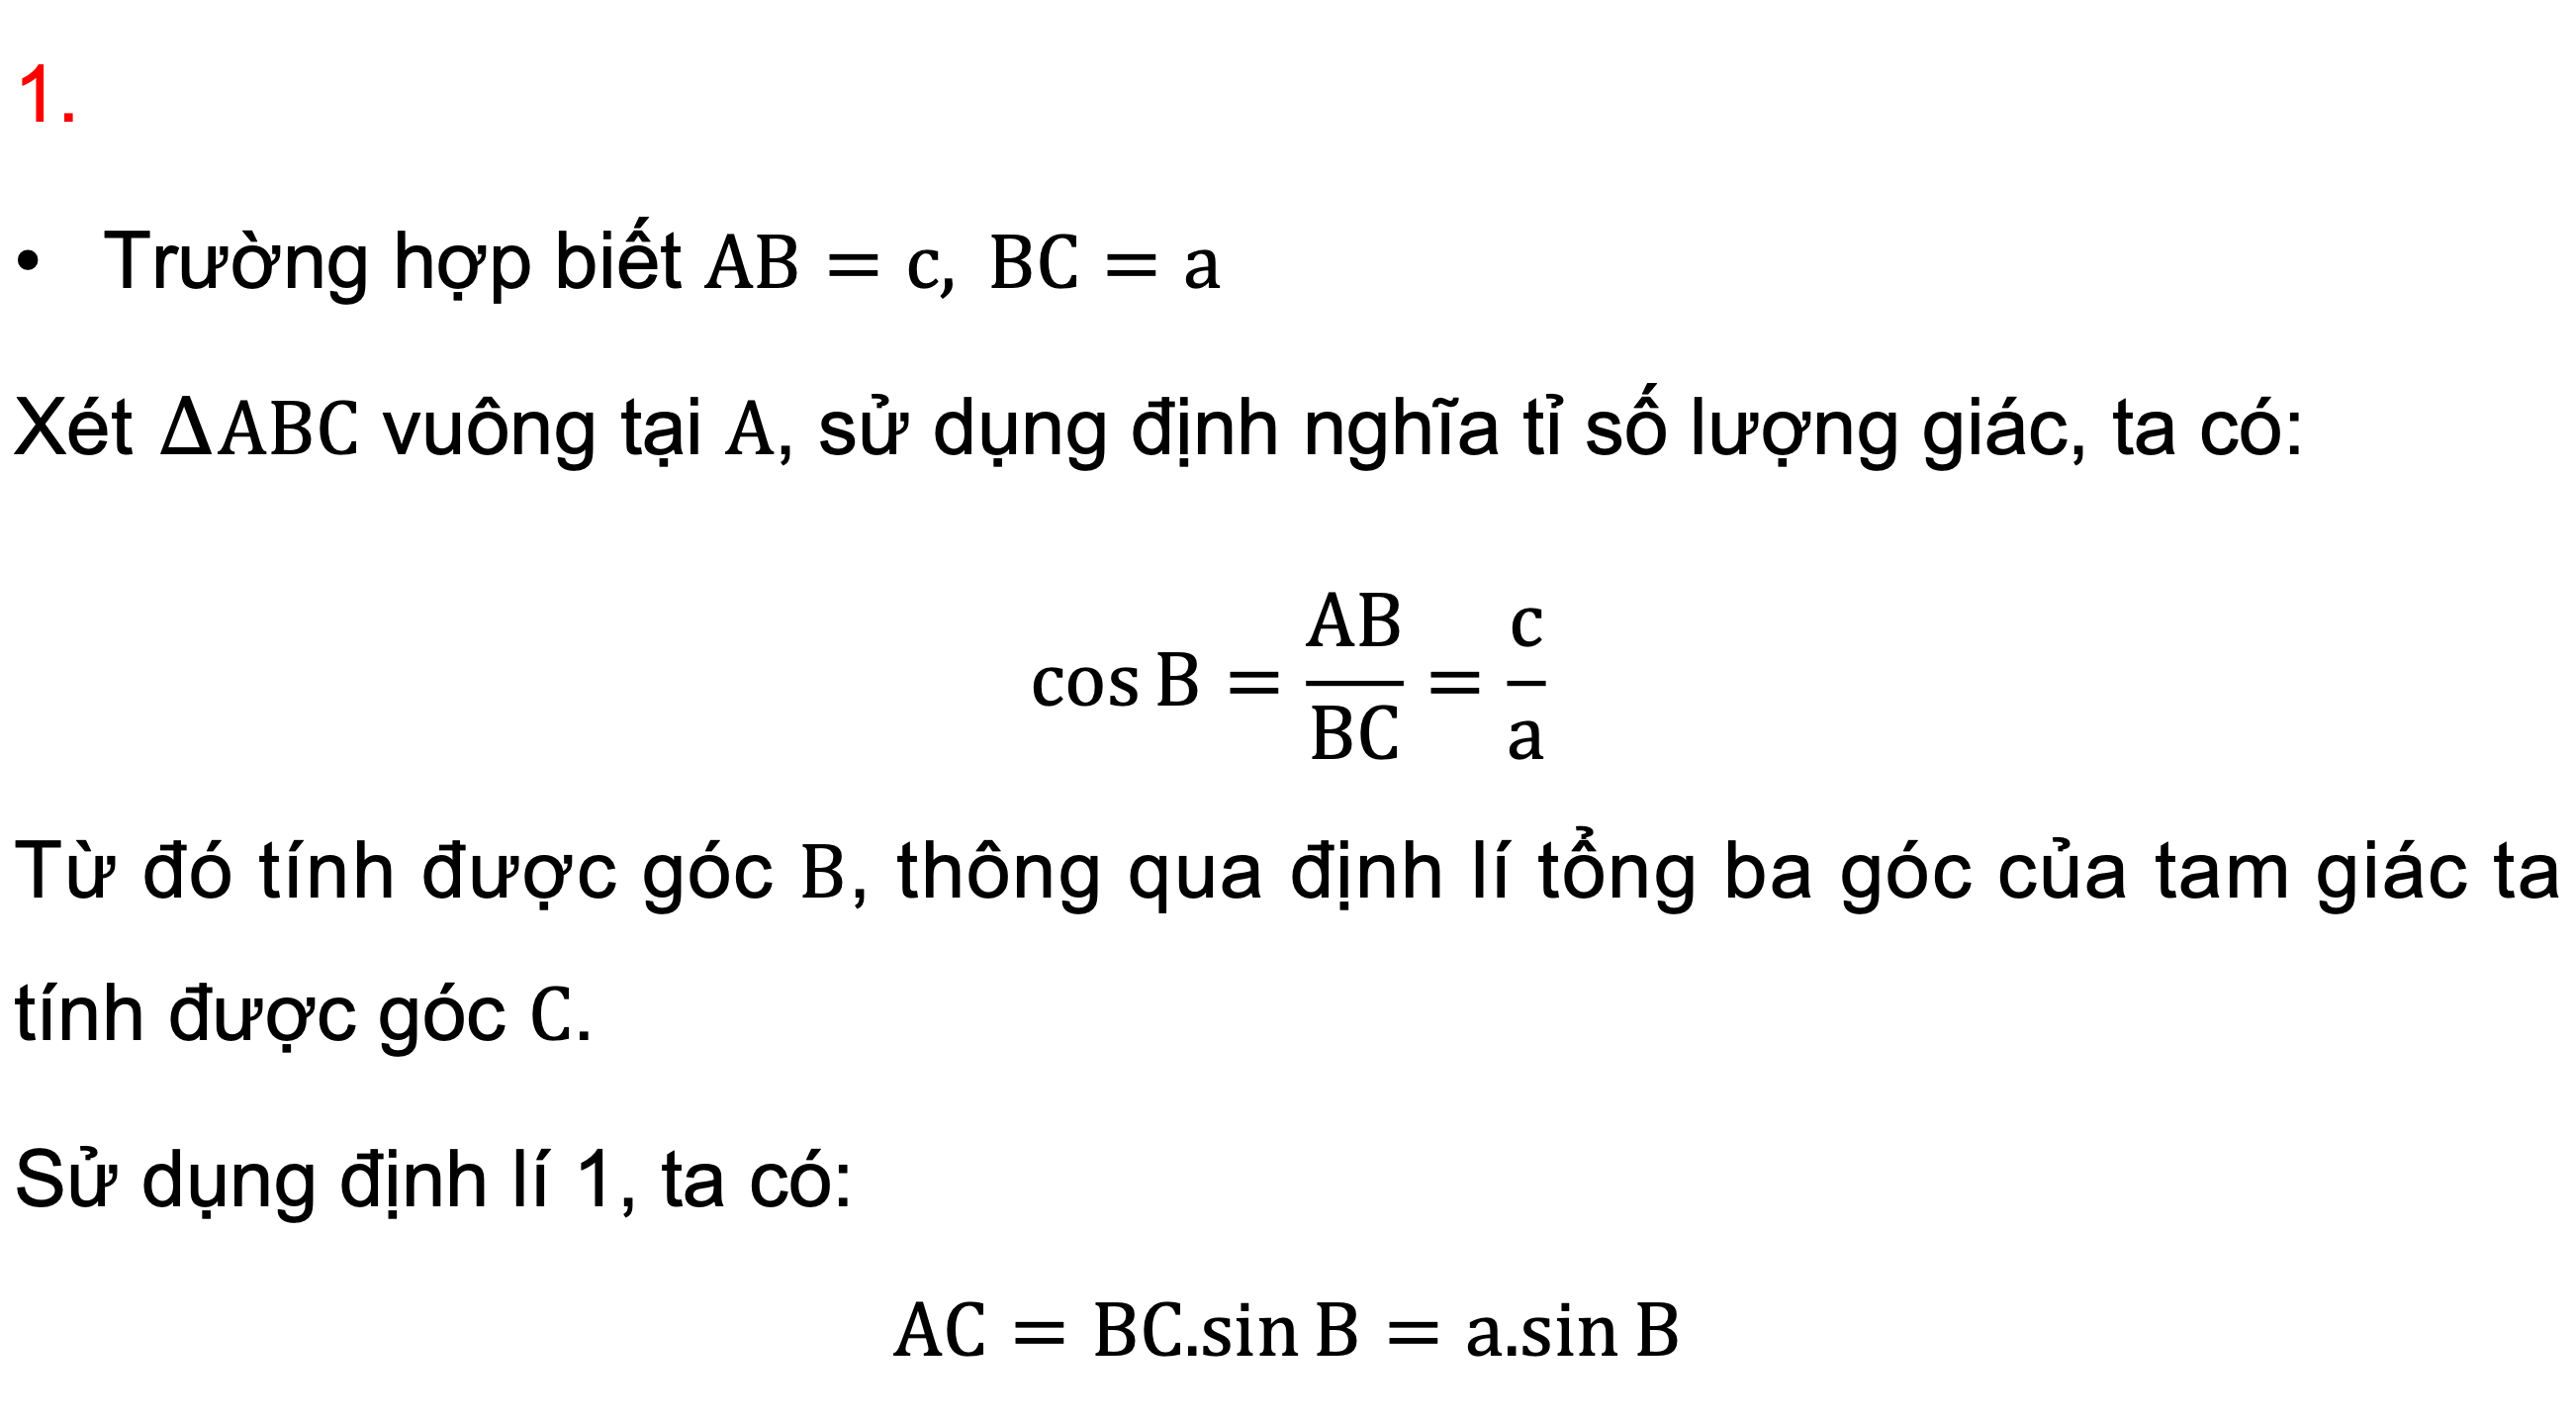 1.
• Trường hợp biết AB = c, BC = a
Xét ΔABC vuông tại A, sử dụng định nghĩa tỉ số lượng giác, ta có:
cos B = AB/BC = c/a
Từ đó tính được góc B, thông qua định lí tổng ba góc của tam giác ta
tính được góc C.
Sử dụng định lí 1, ta có:
AC = BC.sin B = a.sin B